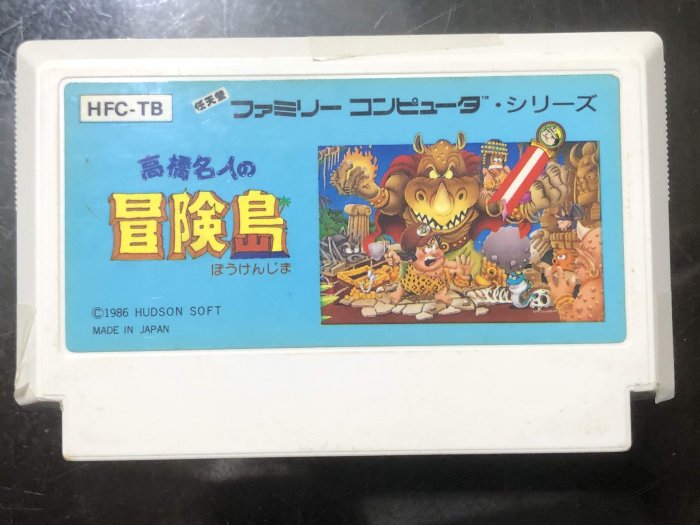 HFC-TB
任天堂 ファミリー コンピュータ™・シリーズ
高橋名人の
冒険島
ぼうけんじま
©1986 HUDSON SOFT
MADE IN JAPAN